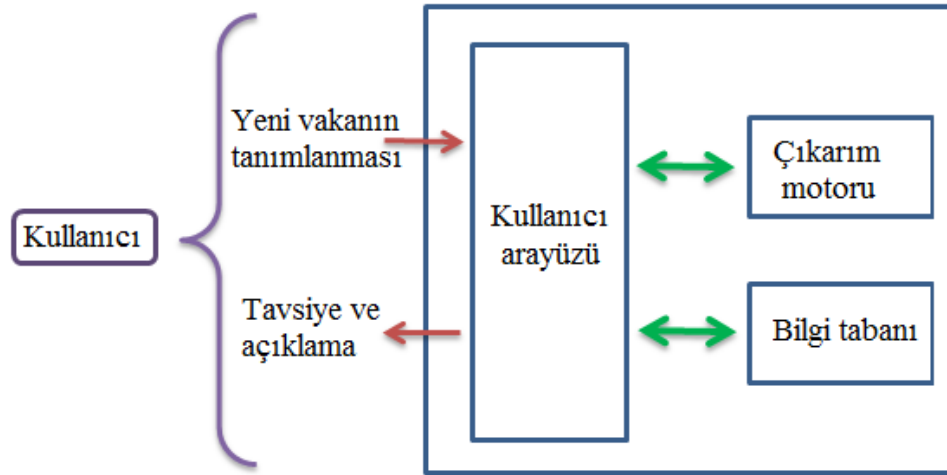 Kullanıcı
Yeni vakanın
tanımlanması
Tavsiye ve
açıklama
Kullanıcı
arayüzü
Çıkarım
motoru
Bilgi tabanı